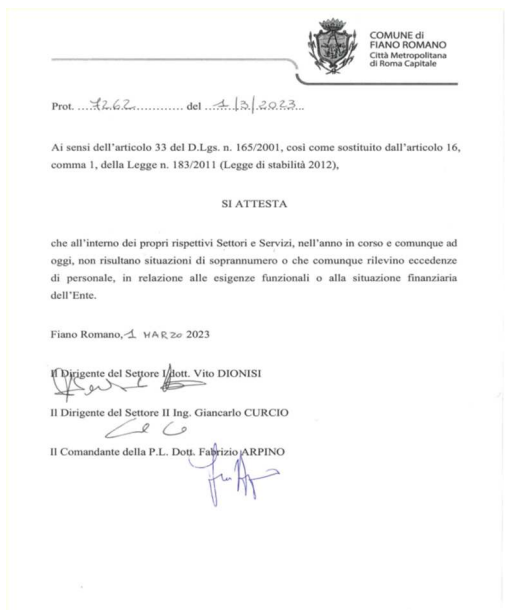 COMUNE di
FIANO ROMANO
Città Metropolitana
di Roma Capitale
Prot. ....7262............. del ....1/3/2023...
Ai sensi dell'articolo 33 del D.Lgs. n. 165/2001, così come sostituito dall'articolo 16,
comma 1, della Legge n. 183/2011 (Legge di stabilità 2012),
SI ATTESTA
che all'interno dei propri rispettivi Settori e Servizi, nell'anno in corso e comunque ad
oggi, non risultano situazioni di soprannumero o che comunque rilevino eccedenze
di personale, in relazione alle esigenze funzionali o alla situazione finanziaria
dell'Ente.
Fiano Romano, 1 MARZO 2023
Il Dirigente del Settore I dott. Vito DIONISI
Il Dirigente del Settore II Ing. Giancarlo CURCIO
Il Comandante della P.L. Dott. Fabrizio ARPINO